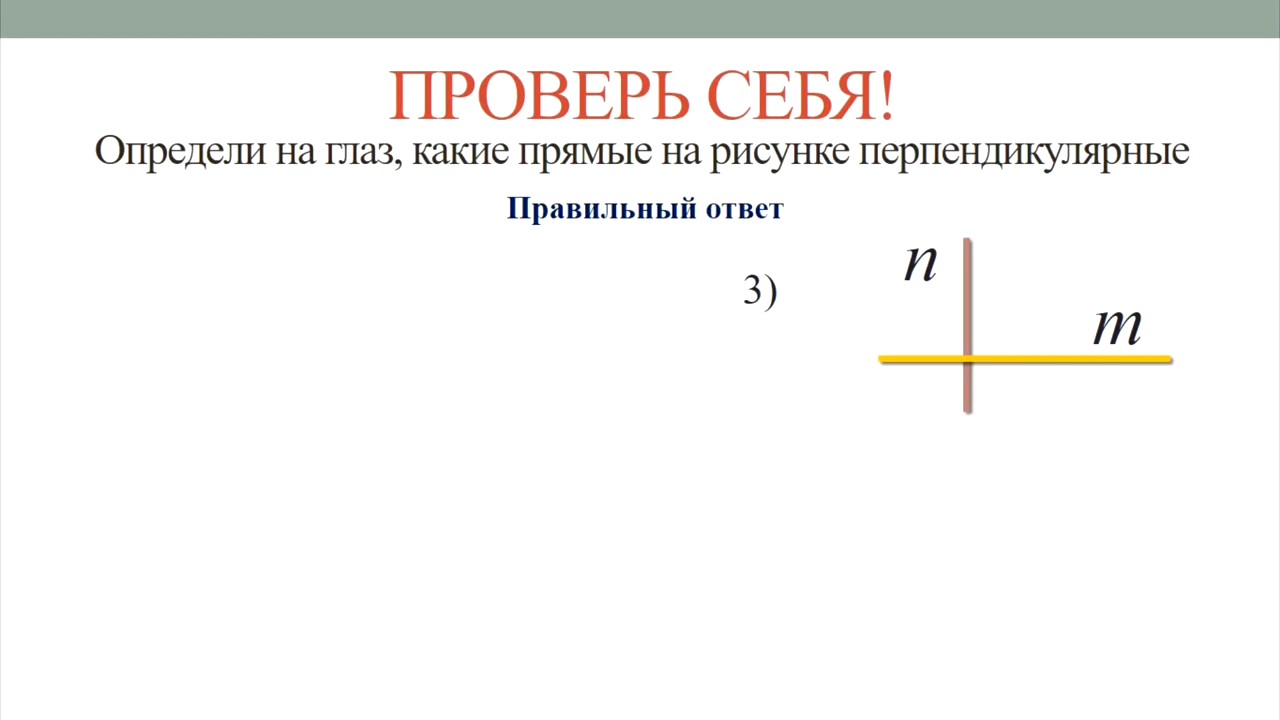 ПРОВЕРЬ СЕБЯ!
Определи на глаз, какие прямые на рисунке перпендикулярные
Правильный ответ
n
3)
m